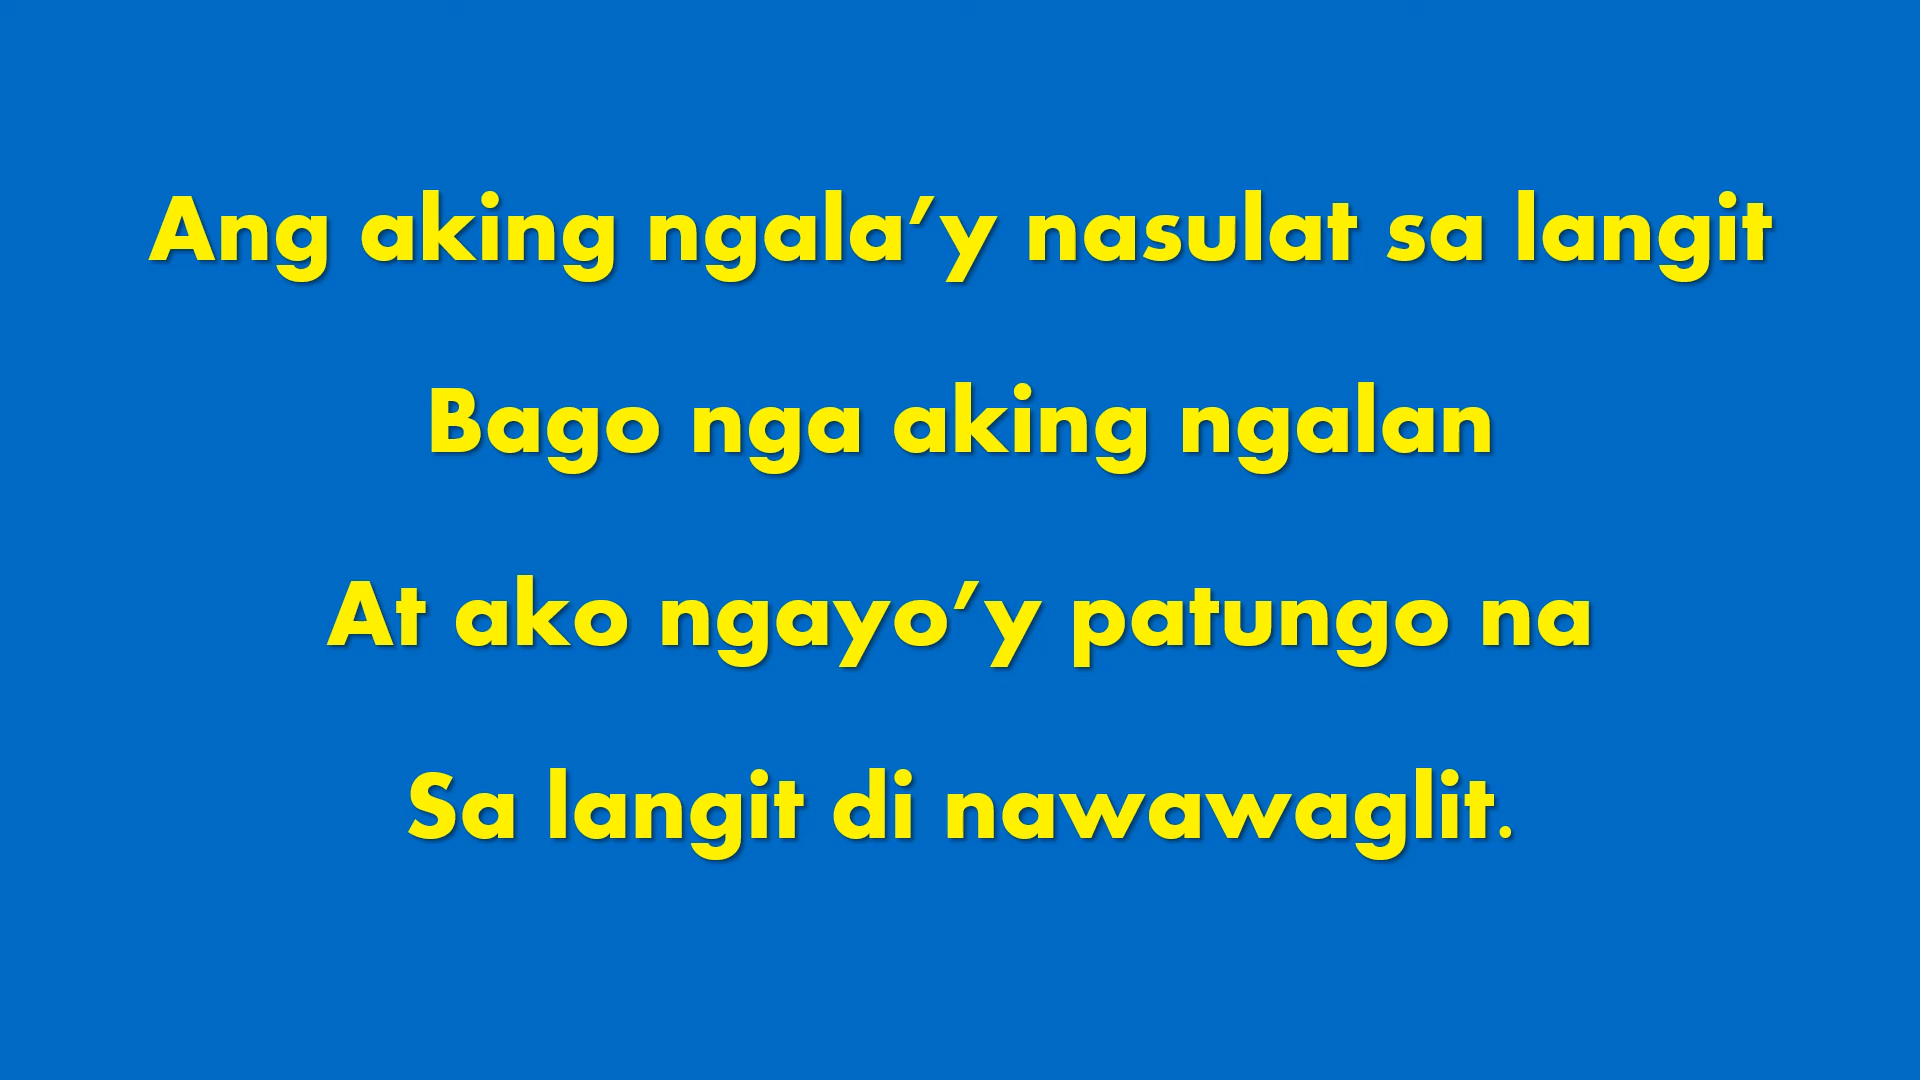 Ang aking ngala’y nasulat sa langit
Bago nga aking ngalan
At ako ngayo’y patungo na
Sa langit di nawawaglit.